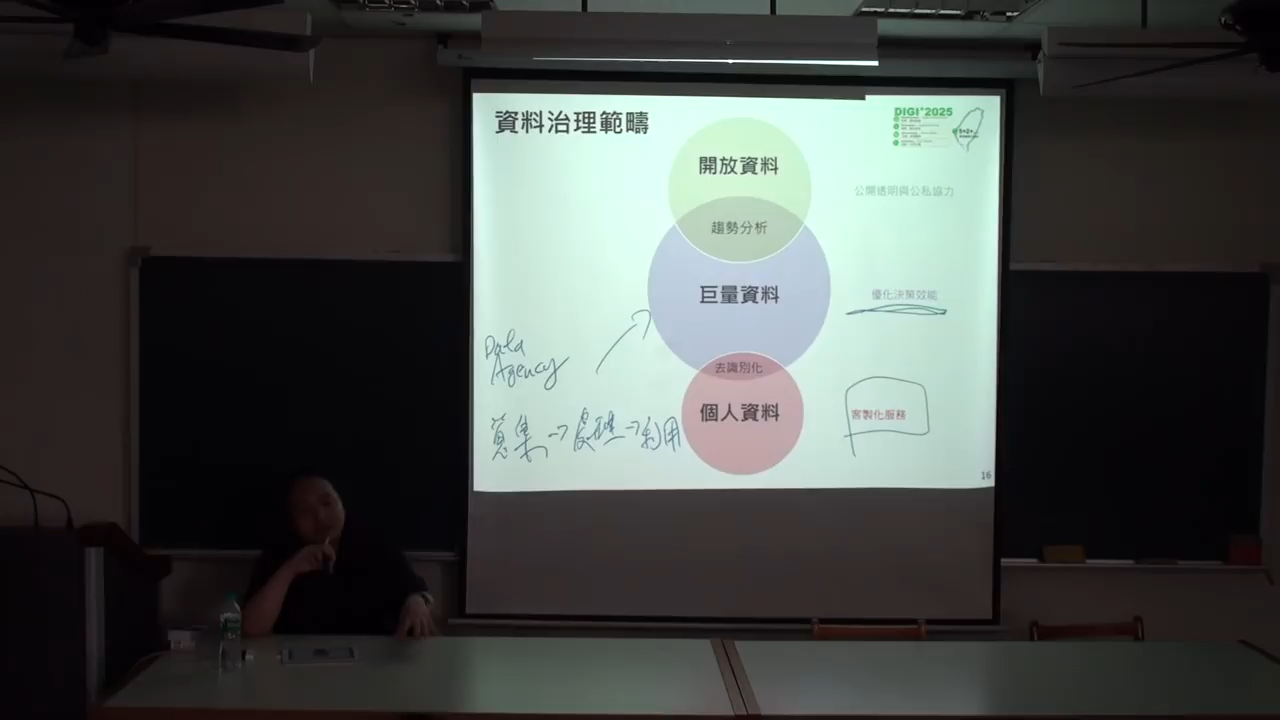 資料治理範疇
DIGI+2025
開放資料
公開透明與公私協力
趨勢分析
巨量資料
優化決策效能
Data
Agency
去識別化
個人資料
客製化服務
蒐集→處理→利用
16